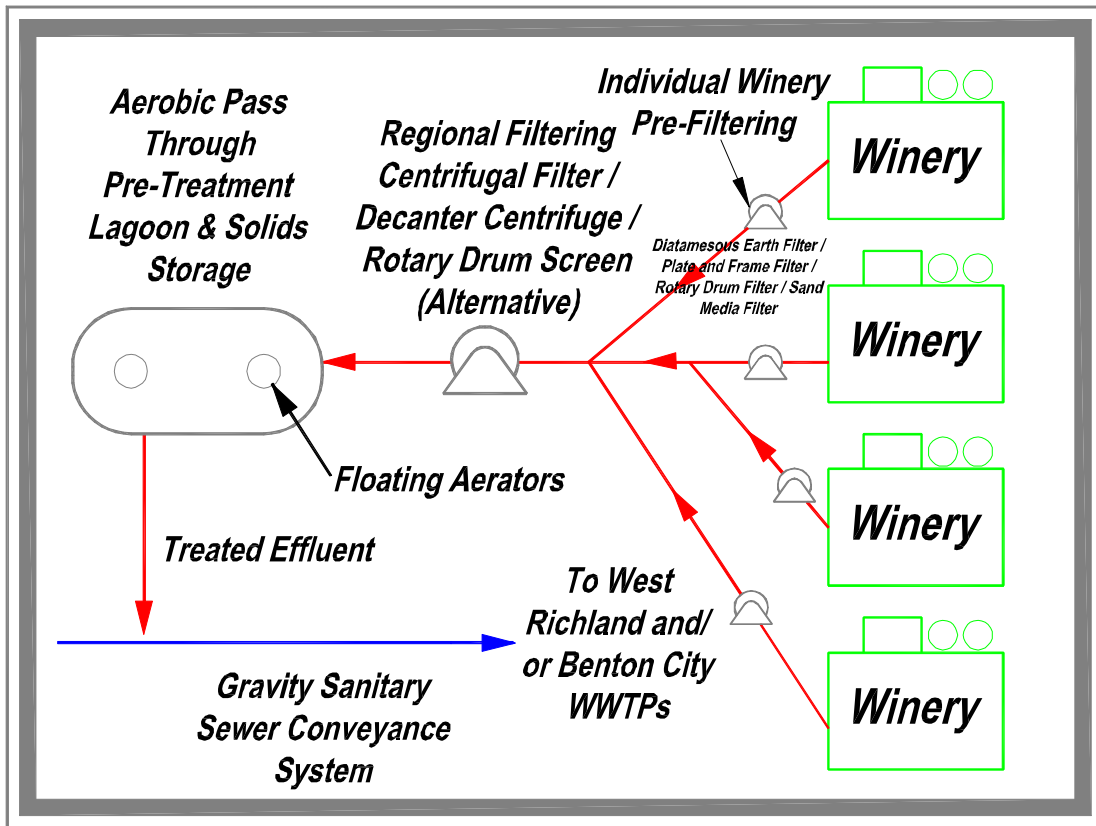 Aerobic Pass
Through
Pre-Treatment
Lagoon & Solids
Storage
Regional Filtering
Centrifugal Filter /
Decanter Centrifuge /
Rotary Drum Screen
(Alternative)
Individual Winery
Pre-Filtering
Diatamesous Earth Filter /
Plate and Frame Filter /
Rotary Drum Filter / Sand
Media Filter
Winery
Winery
Winery
Winery
Floating Aerators
Treated Effluent
To West
Richland and/
or Benton City
WWTPs
Gravity Sanitary
Sewer Conveyance
System